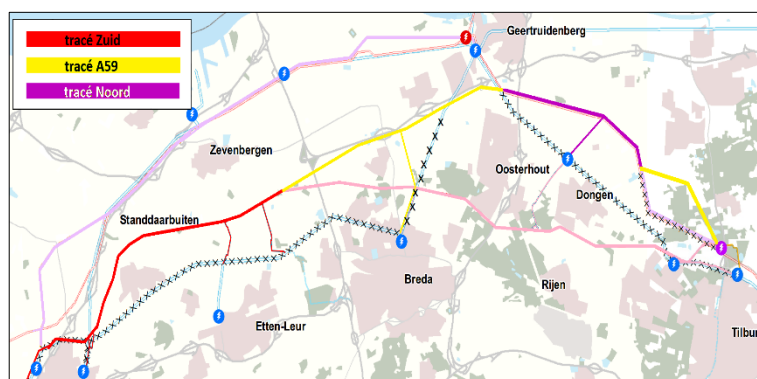 tracé Zuid
tracé A59
tracé Noord
Geertruidenberg
Zevenbergen
Oosterhout
Dongen
Standdaarbuiten
Breda
Rijen
Etten-Leur
Tilbur